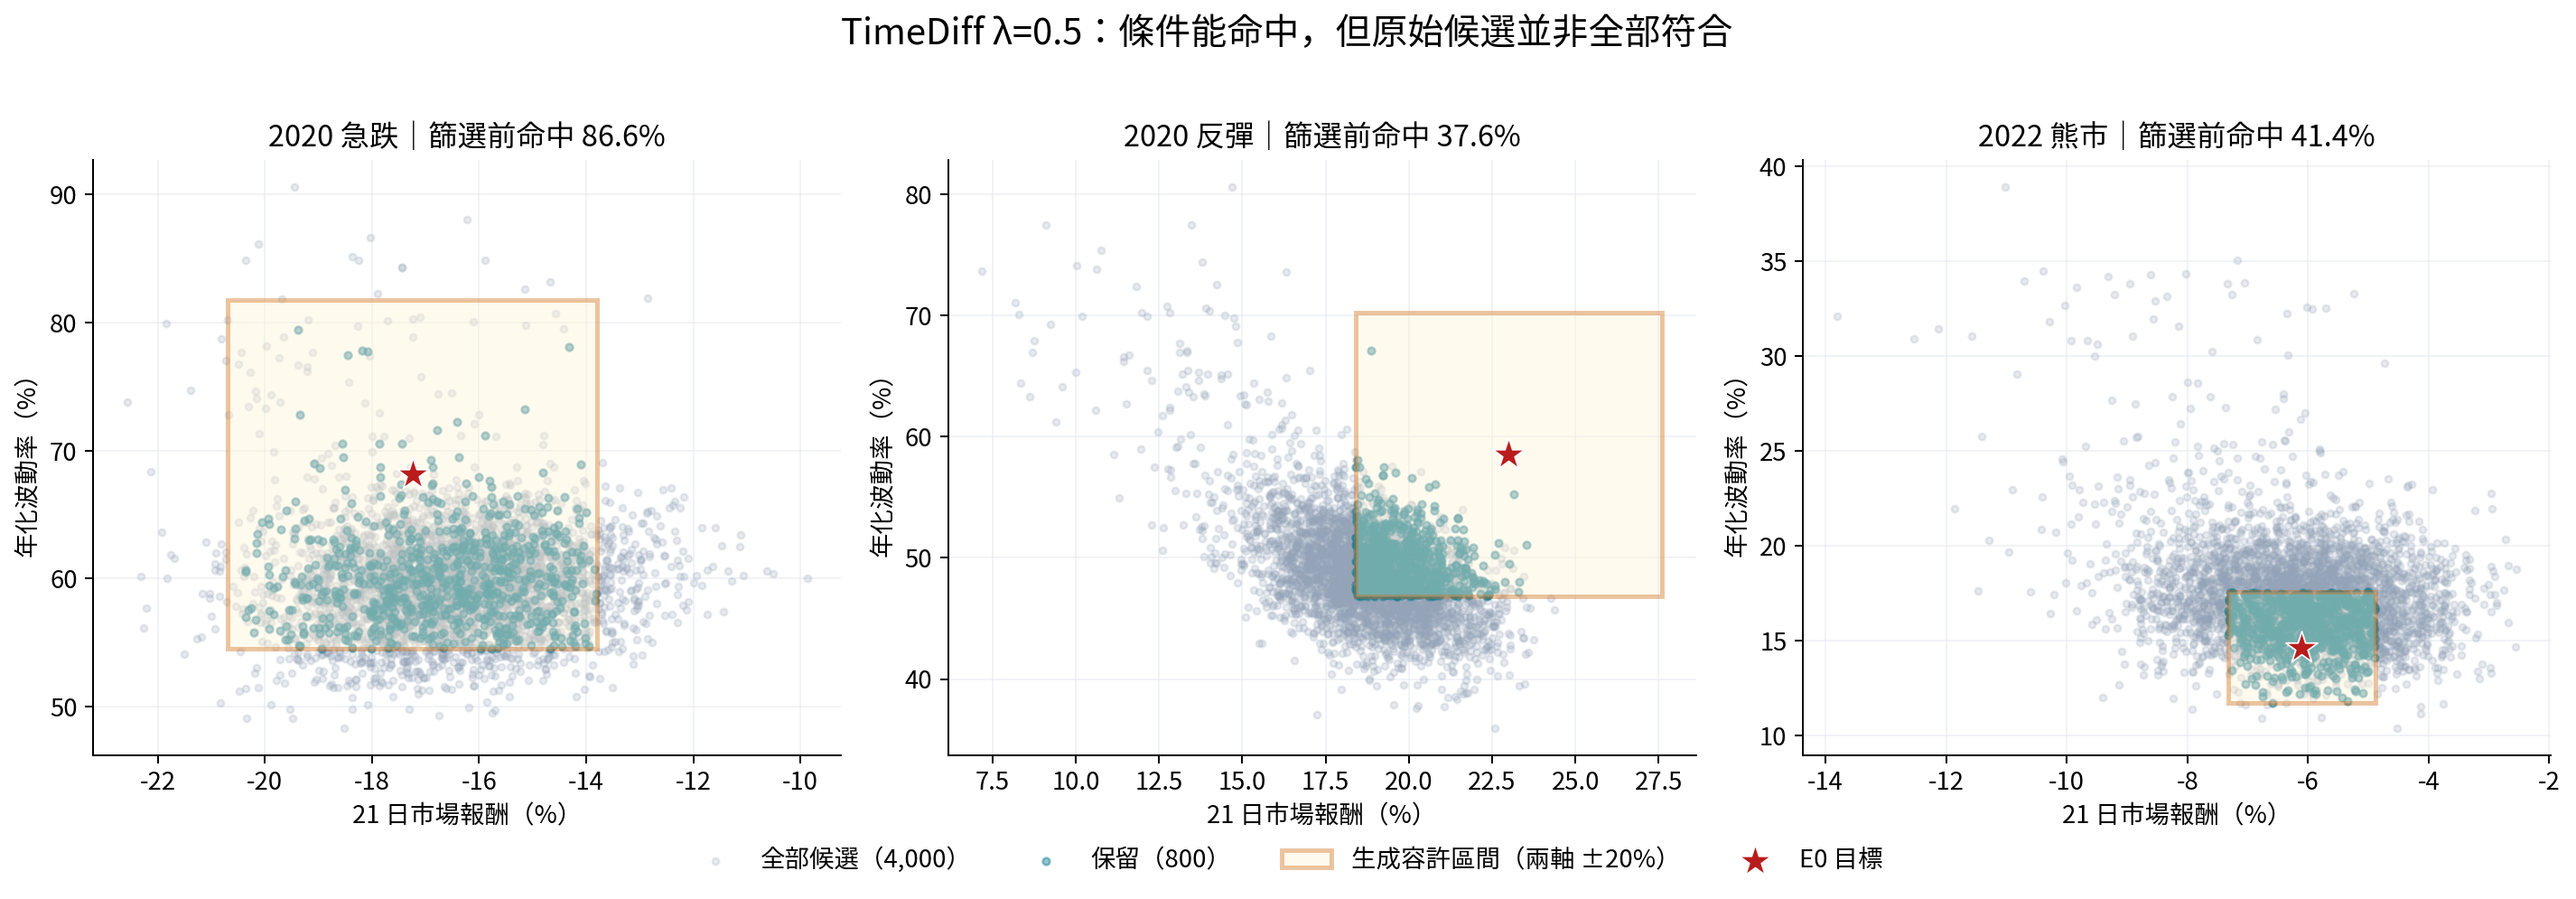 TimeDiff λ=0.5：條件能命中，但原始候選並非全部符合
2020 急跌｜篩選前命中 86.6%
90
80
70
60
50
年化波動率（%）
-22 -20 -18 -16 -14 -12 -10
21 日市場報酬（%）
2020 反彈｜篩選前命中 37.6%
80
70
60
50
40
年化波動率（%）
7.5 10.0 12.5 15.0 17.5 20.0 22.5 25.0 27.5
21 日市場報酬（%）
2022 熊市｜篩選前命中 41.4%
40
35
30
25
20
15
10
年化波動率（%）
-14 -12 -10 -8 -6 -4 -2
21 日市場報酬（%）
全部候選（4,000） 保留（800） 生成容許區間（兩軸 ±20%） E0 目標